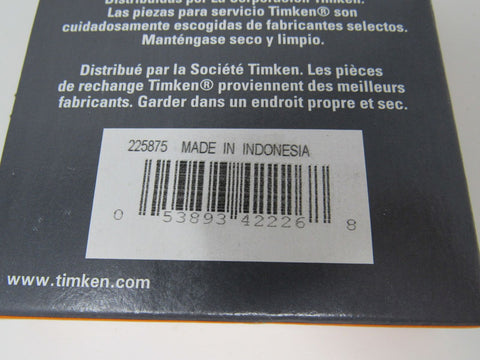 Distribuidas por La Corporación Timken.
Las piezas para servicio Timken® son
cuidadosamente escogidas de fabricantes selectos.
Manténgase seco y limpio.
Distribué par la Société Timken. Les pièces
de rechange Timken® proviennent des meilleurs
fabricants. Garder dans un endroit propre et sec.
225875 MADE IN INDONESIA
0 53893 42226 8
www.timken.com